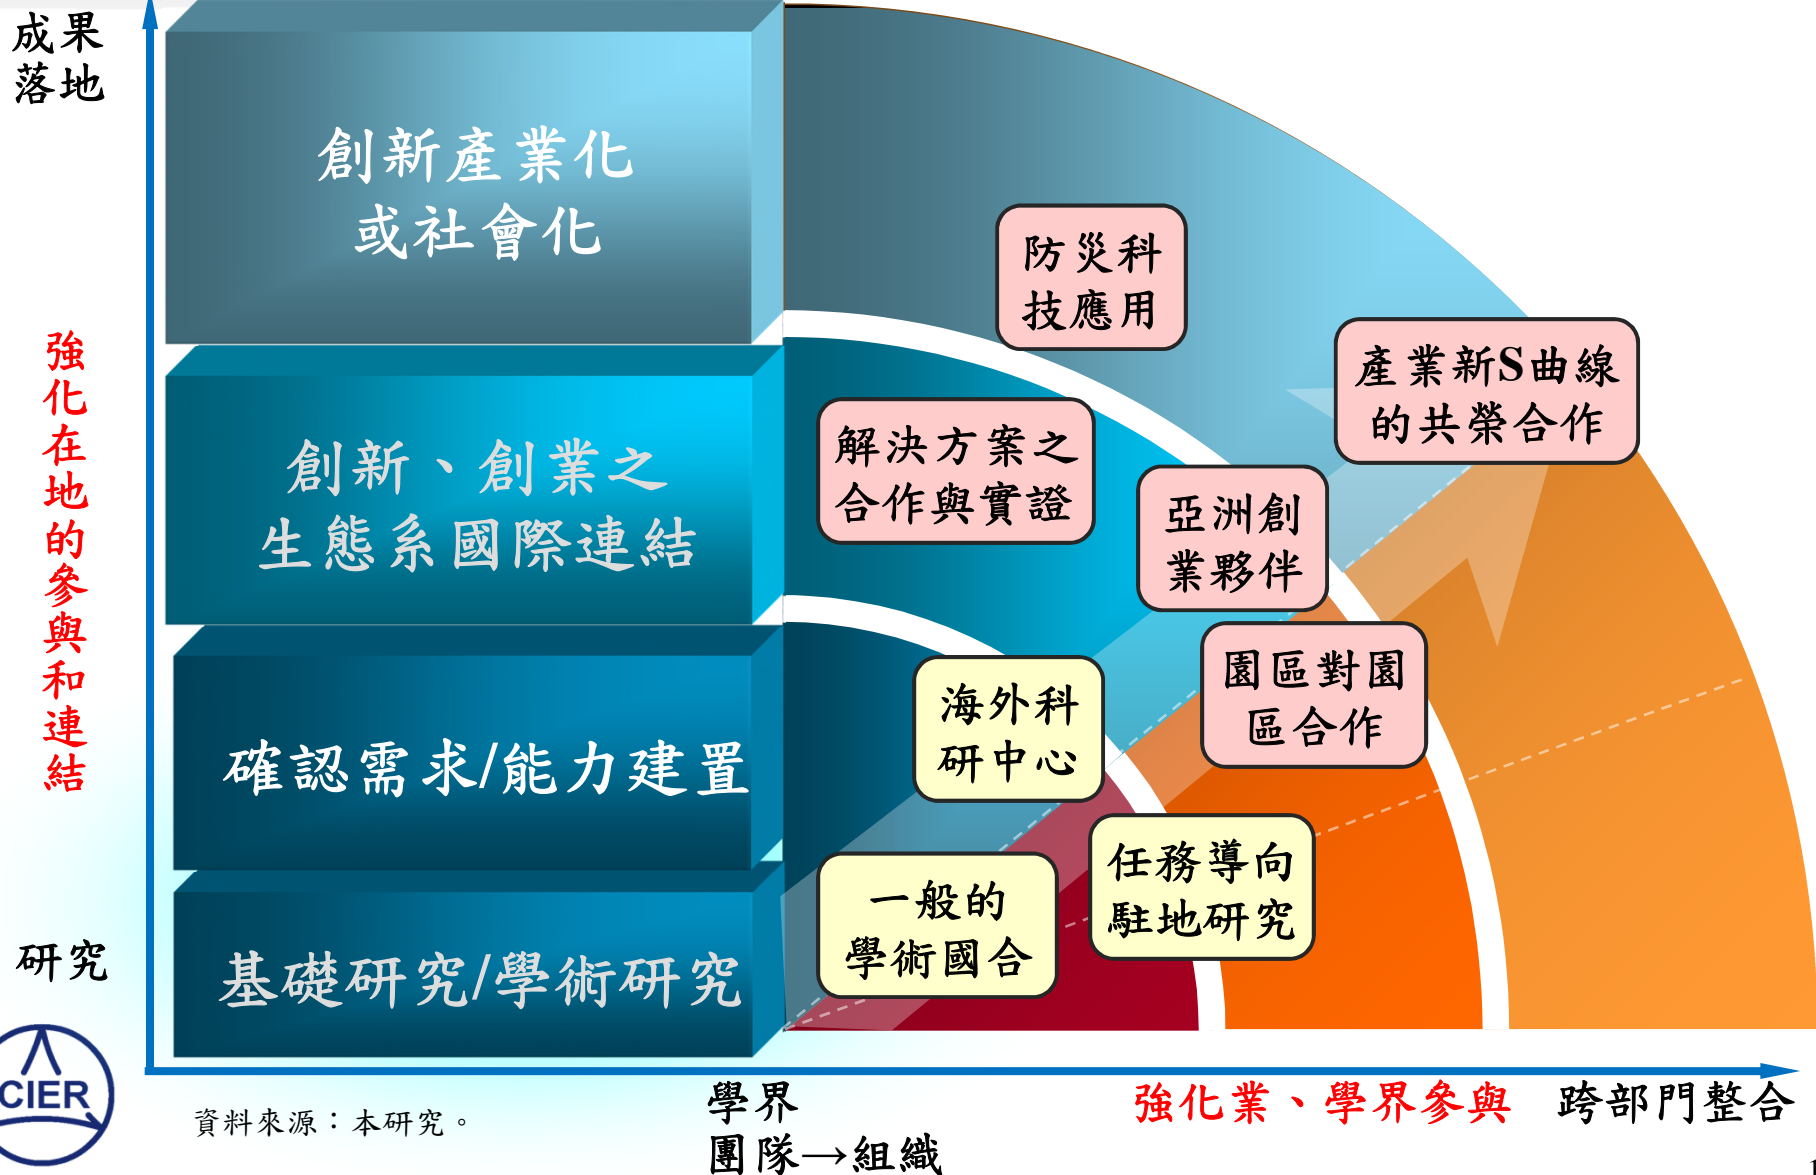 成果
落地
創新產業化
或社會化
防災科
技應用
產業新S曲線
的共榮合作
強化在地的參與和連結
創新、創業之
生態系國際連結
解決方案之
合作與實證
亞洲創
業夥伴
園區對園
區合作
海外科
研中心
確認需求/能力建置
任務導向
駐地研究
一般的
學術國合
研究
基礎研究/學術研究
CIER
資料來源：本研究。
學界
團隊→組織
強化業、學界參與
跨部門整合
1